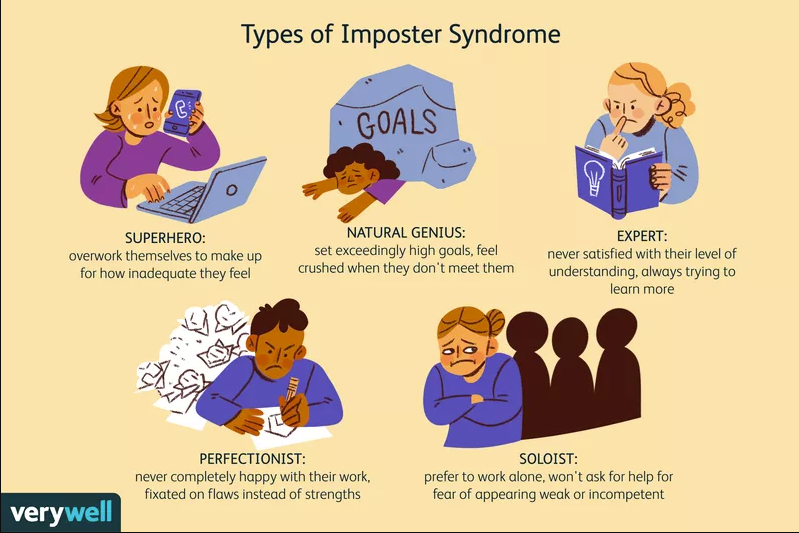 Types of Imposter Syndrome
GOALS
SUPERHERO:
overwork themselves to make up
for how inadequate they feel
NATURAL GENIUS:
set exceedingly high goals, feel
crushed when they don't meet them
EXPERT:
never satisfied with their level of
understanding, always trying to
learn more
PERFECTIONIST:
never completely happy with their work,
fixated on flaws instead of strengths
SOLOIST:
prefer to work alone, won't ask for help for
fear of appearing weak or incompetent
verywell